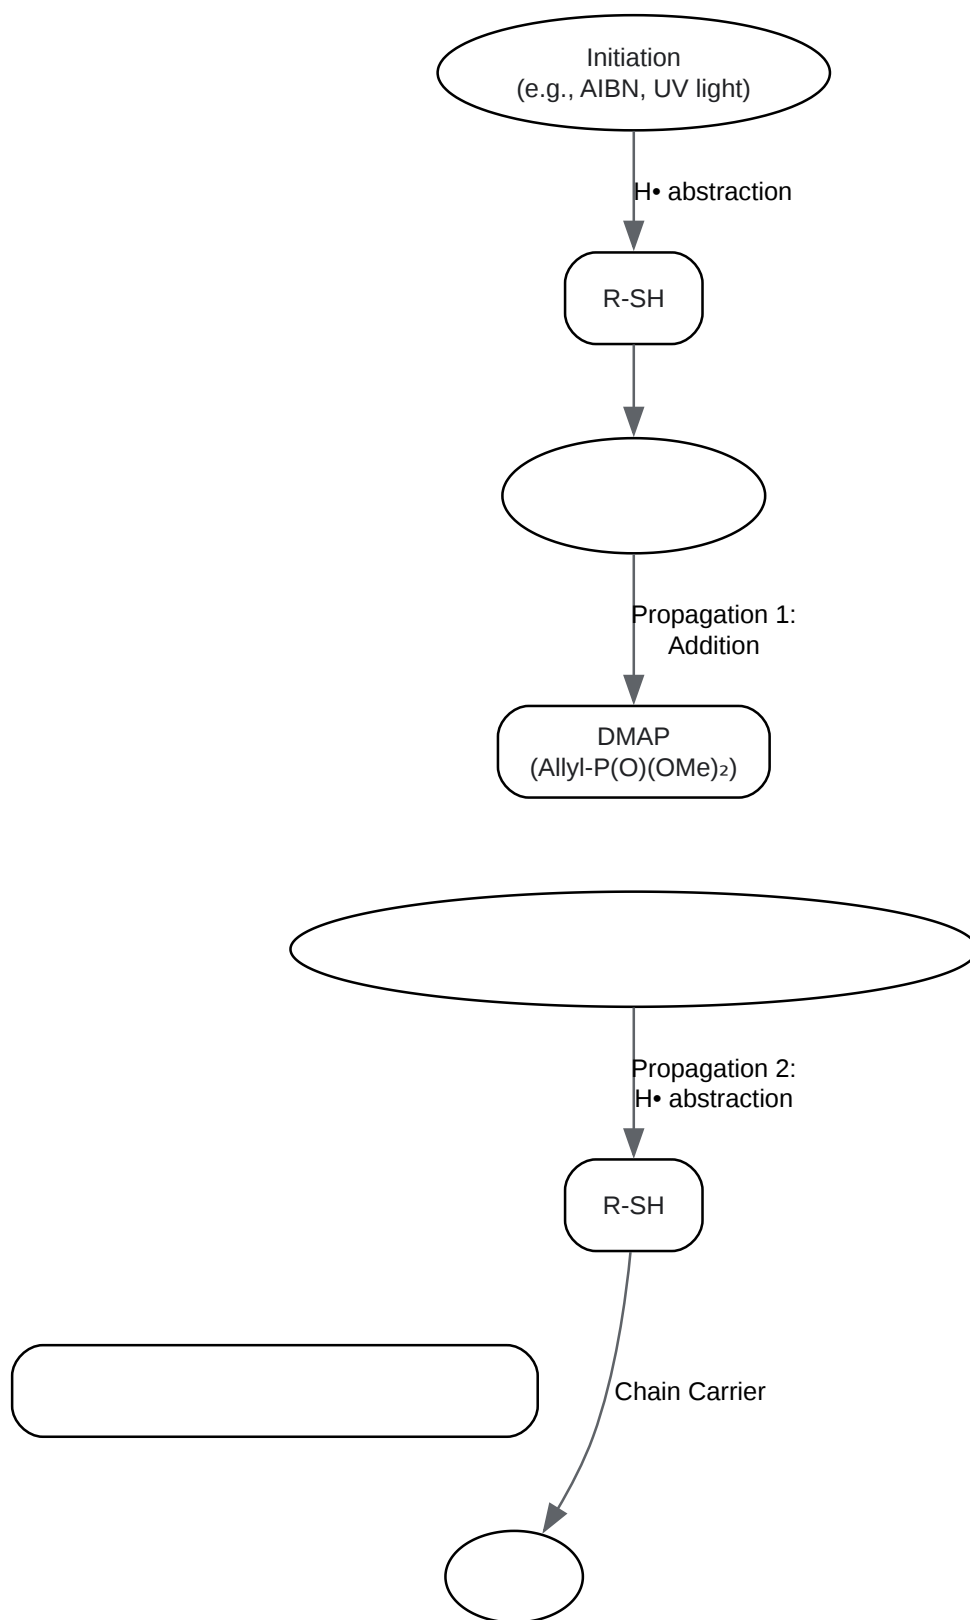 Initiation
(e.g., AIBN, UV light)
H• abstraction
R-SH
Propagation 1:
Addition
DMAP
(Allyl-P(O)(OMe)₂)
Propagation 2:
H• abstraction
R-SH
Chain Carrier